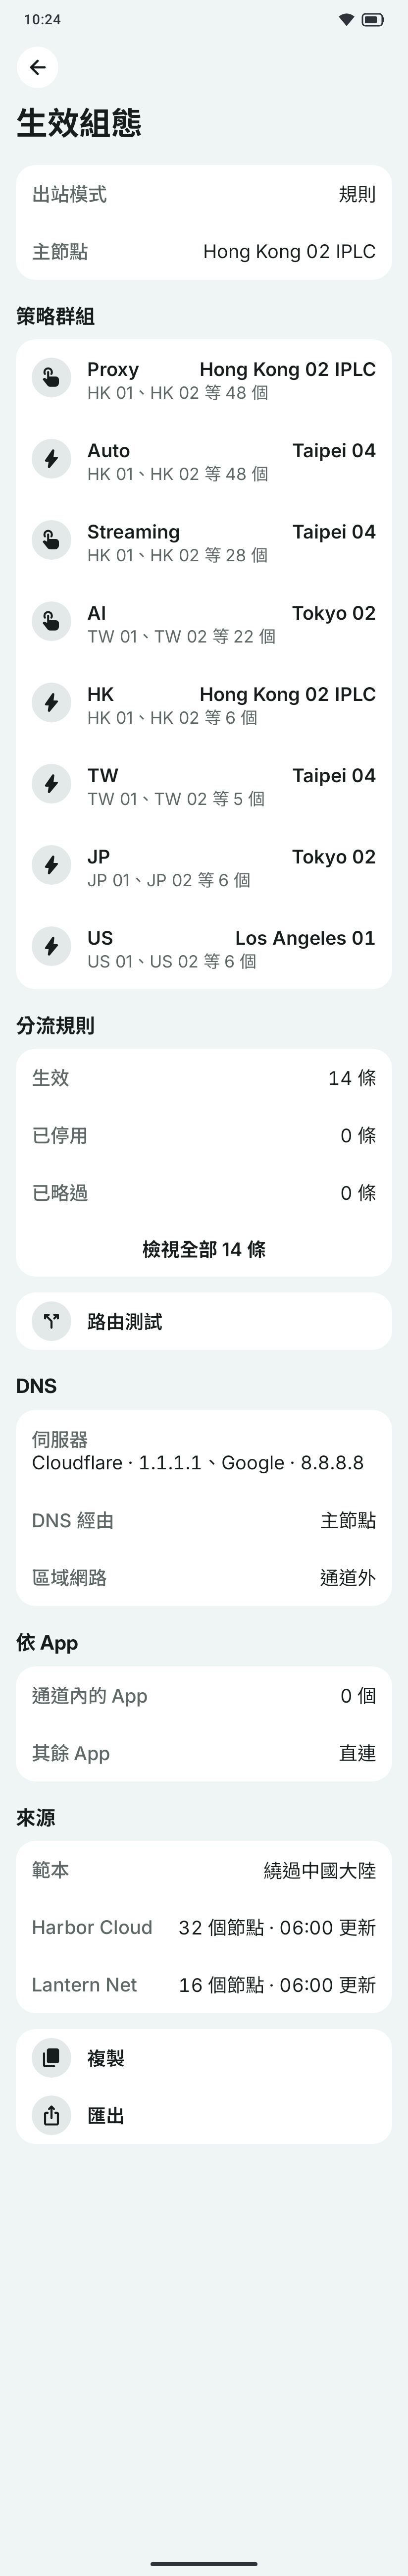 10:24
生效組態
出站模式 規則
主節點 Hong Kong 02 IPLC
策略群組
Proxy Hong Kong 02 IPLC
HK 01、HK 02 等 48 個
Auto Taipei 04
HK 01、HK 02 等 48 個
Streaming Taipei 04
HK 01、HK 02 等 28 個
AI Tokyo 02
TW 01、TW 02 等 22 個
HK Hong Kong 02 IPLC
HK 01、HK 02 等 6 個
TW Taipei 04
TW 01、TW 02 等 5 個
JP Tokyo 02
JP 01、JP 02 等 6 個
US Los Angeles 01
US 01、US 02 等 6 個
分流規則
生效 14 條
已停用 0 條
已略過 0 條
檢視全部 14 條
路由測試
DNS
伺服器
Cloudflare · 1.1.1.1、Google · 8.8.8.8
DNS 經由 主節點
區域網路 通道外
依 App
通道內的 App 0 個
其餘 App 直連
來源
範本 繞過中國大陸
Harbor Cloud 32 個節點 · 06:00 更新
Lantern Net 16 個節點 · 06:00 更新
複製
匯出